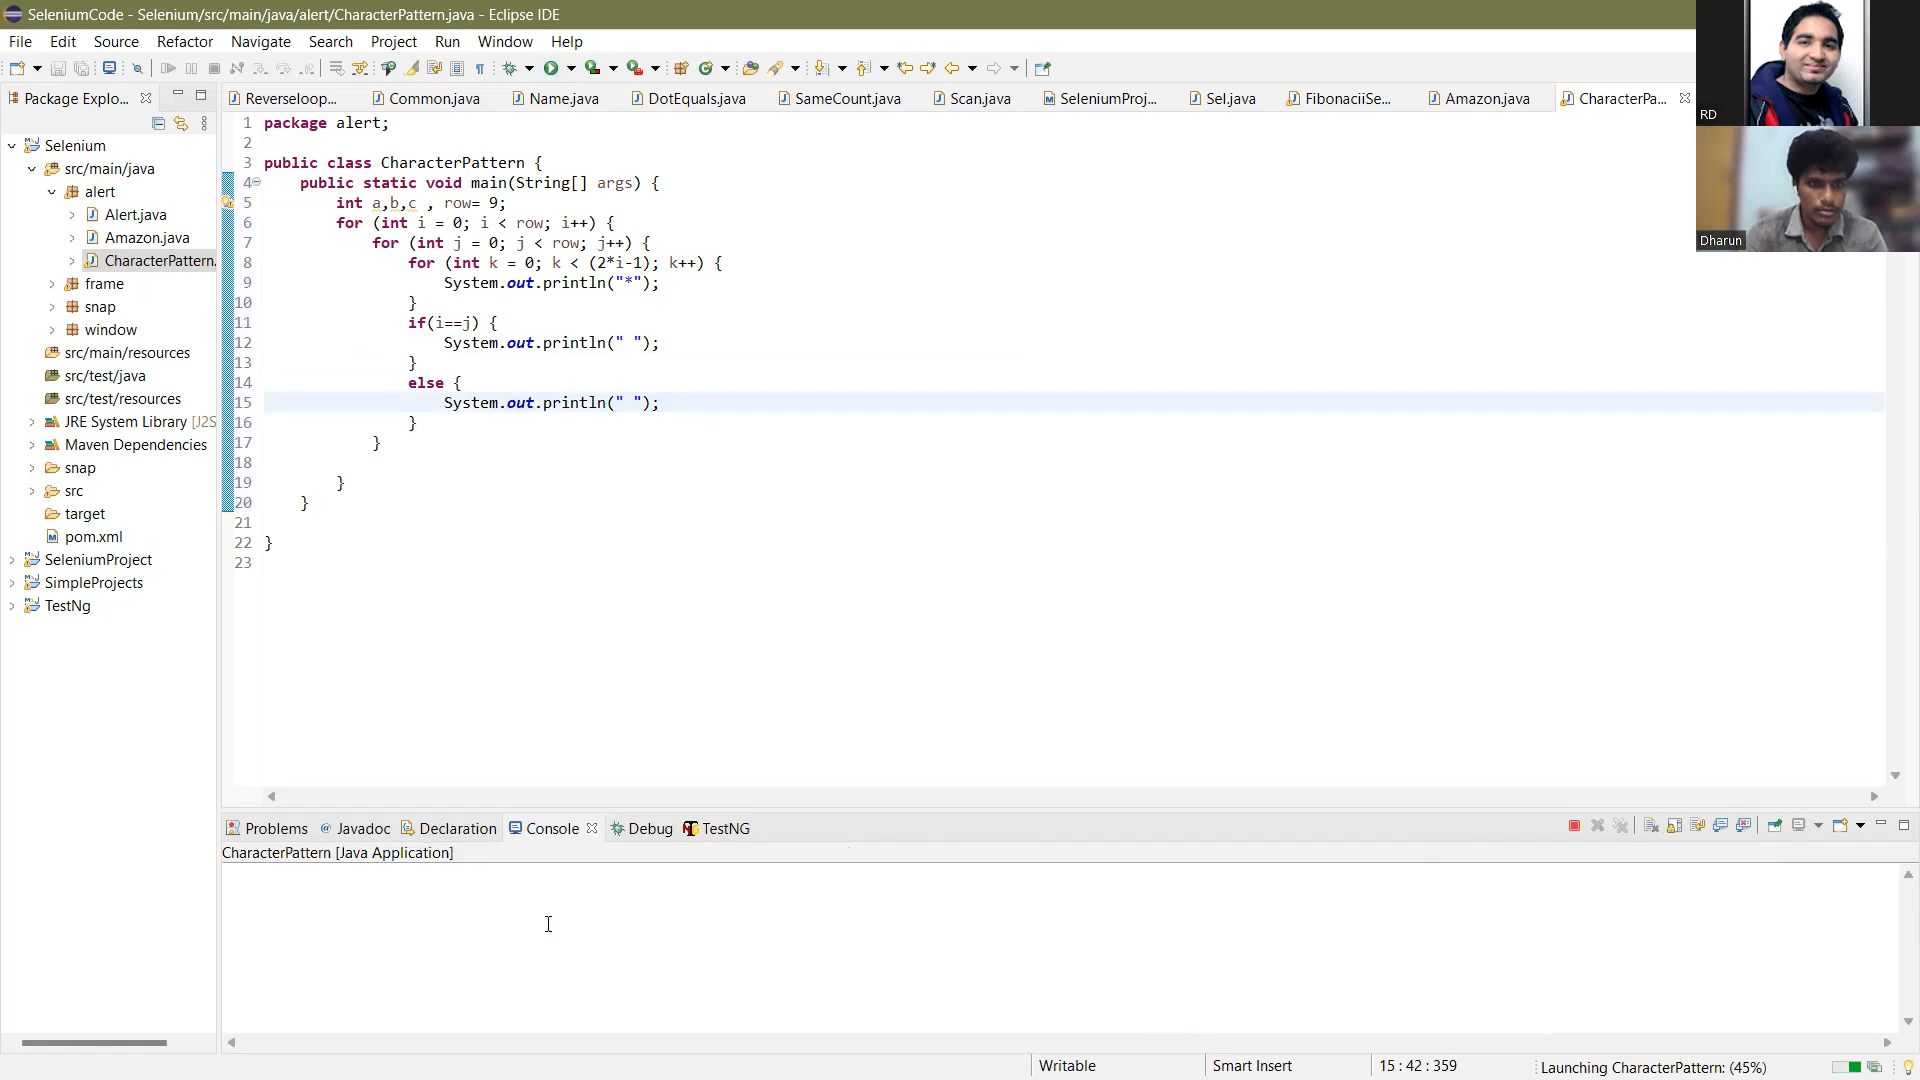 SeleniumCode - Selenium/src/main/java/alert/CharacterPattern.java - Eclipse IDE
File Edit Source Refactor Navigate Search Project Run Window Help
Package Explo...
Reverseloop... Common.java Name.java DotEquals.java SameCount.java Scan.java SeleniumProj... Sel.java FibonaciiSe... Amazon.java CharacterPa...
Selenium
src/main/java
alert
Alert.java
Amazon.java
CharacterPattern.
frame
snap
window
src/main/resources
src/test/java
src/test/resources
JRE System Library [J2S
Maven Dependencies
snap
src
target
pom.xml
SeleniumProject
SimpleProjects
TestNg
1 package alert;
2
3 public class CharacterPattern {
4 public static void main(String[] args) {
5 int a,b,c , row= 9;
6 for (int i = 0; i < row; i++) {
7 for (int j = 0; j < row; j++) {
8 for (int k = 0; k < (2*i-1); k++) {
9 System.out.println("*");
10 }
11 if(i==j) {
12 System.out.println(" ");
13 }
14 else {
15 System.out.println(" ");
16 }
17 }
18
19 }
20 }
21
22 }
23
RD
Dharun
Problems Javadoc Declaration Console Debug TestNG
CharacterPattern [Java Application]
Writable Smart Insert 15 : 42 : 359 Launching CharacterPattern: (45%)